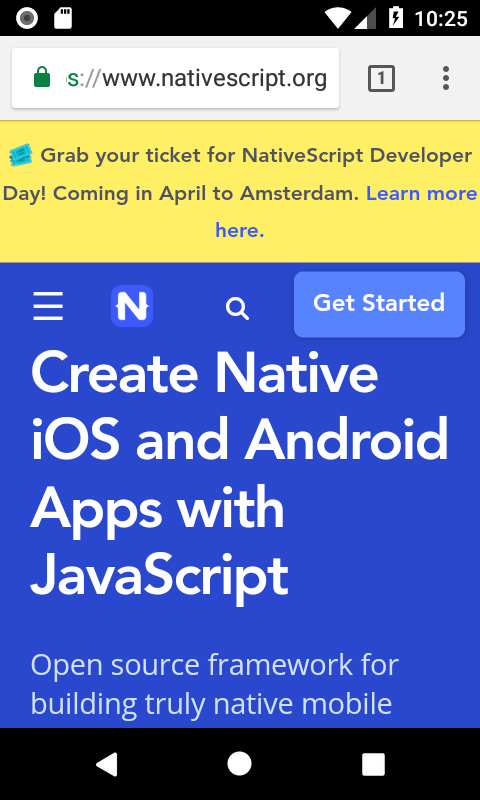 10:25
s://www.nativescript.org
1
Grab your ticket for NativeScript Developer
Day! Coming in April to Amsterdam. Learn more
here.
N
Get Started
Create Native
iOS and Android
Apps with
JavaScript
Open source framework for
building truly native mobile